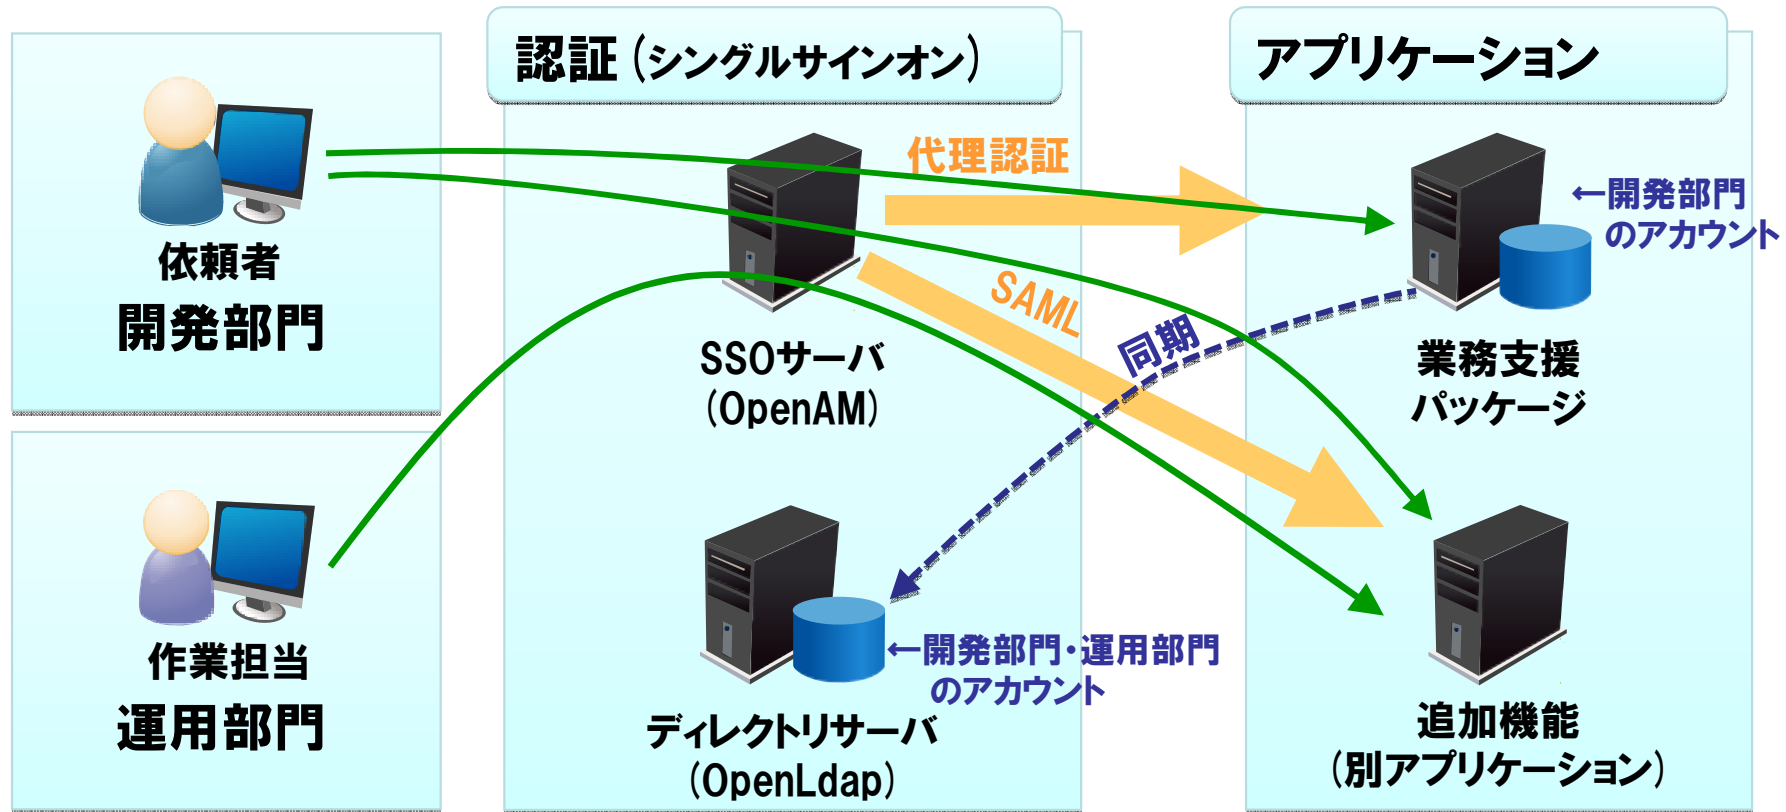 依頼者
開発部門
作業担当
運用部門
認証（シングルサインオン）
代理認証
SAML
同期
SSOサーバ
（OpenAM）
←開発部門・運用部門
のアカウント
ディレクトリサーバ
（OpenLdap）
アプリケーション
←開発部門
のアカウント
業務支援
パッケージ
追加機能
（別アプリケーション）